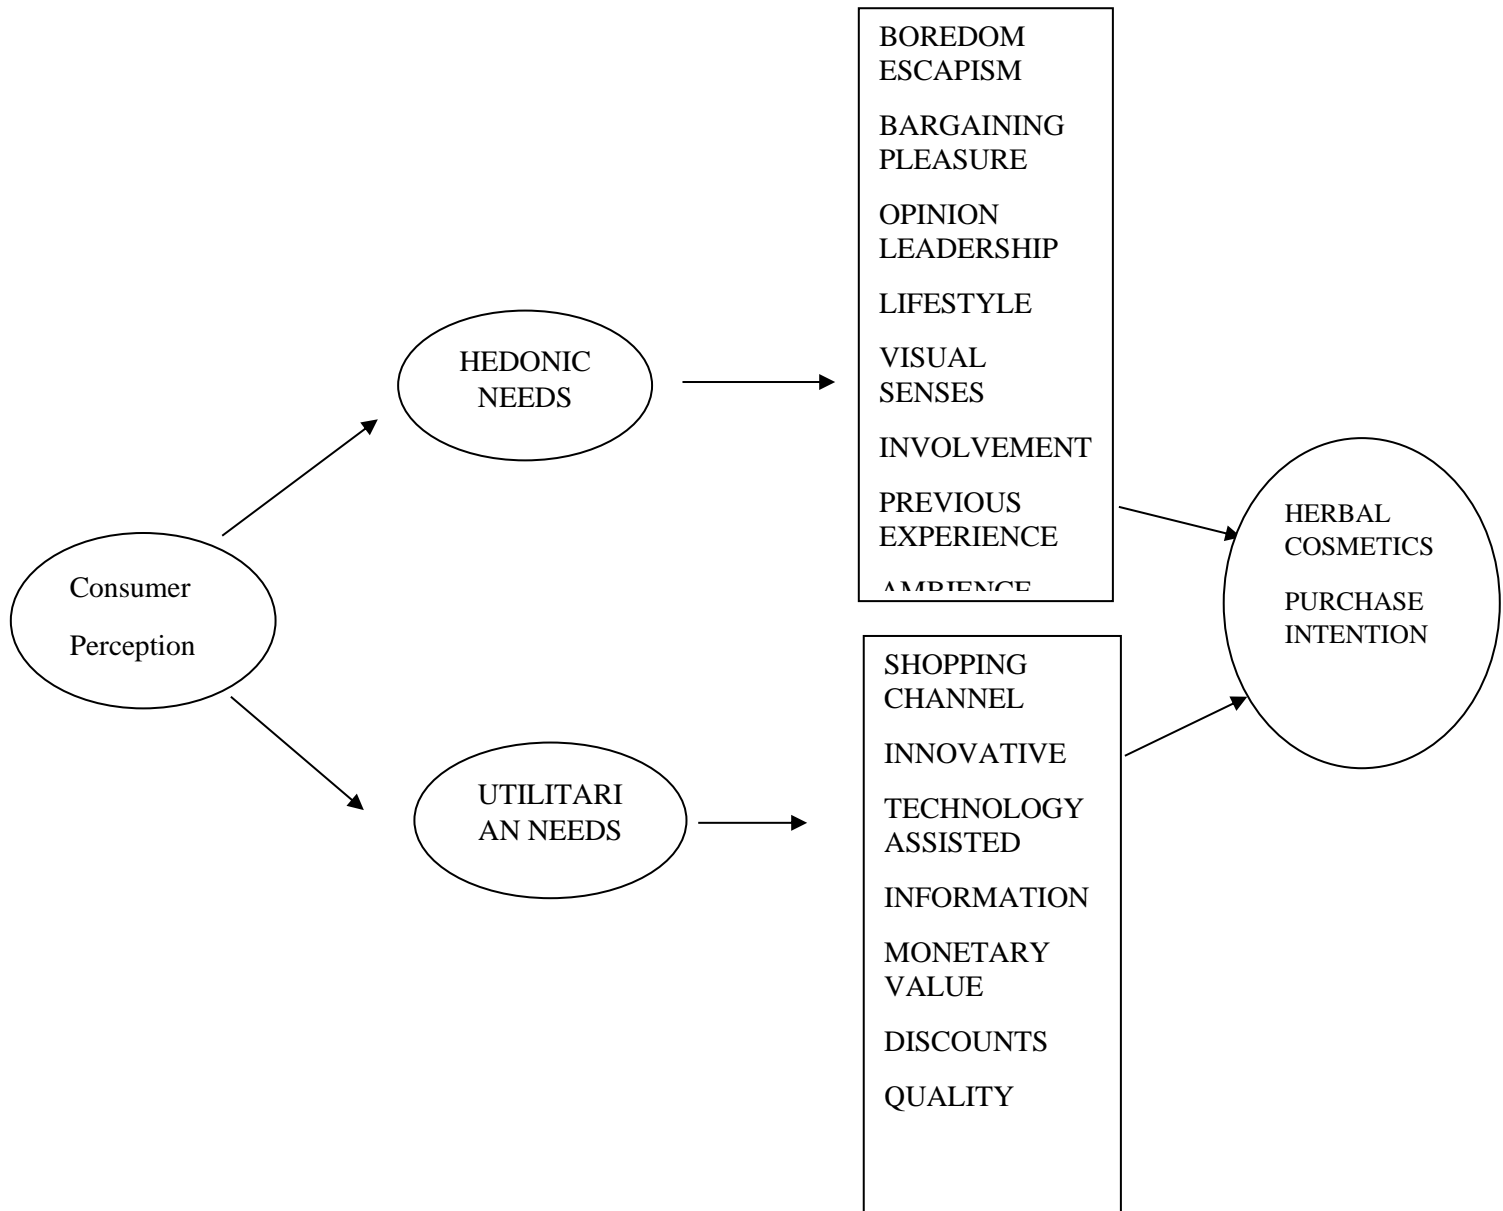 BOREDOM
ESCAPISM
BARGAINING
PLEASURE
OPINION
LEADERSHIP
LIFESTYLE
VISUAL
SENSES
INVOLVEMENT
PREVIOUS
EXPERIENCE
AMBIENCE
HEDONIC
NEEDS
Consumer
Perception
UTILITARI
AN NEEDS
SHOPPING
CHANNEL
INNOVATIVE
TECHNOLOGY
ASSISTED
INFORMATION
MONETARY
VALUE
DISCOUNTS
QUALITY
HERBAL
COSMETICS
PURCHASE
INTENTION